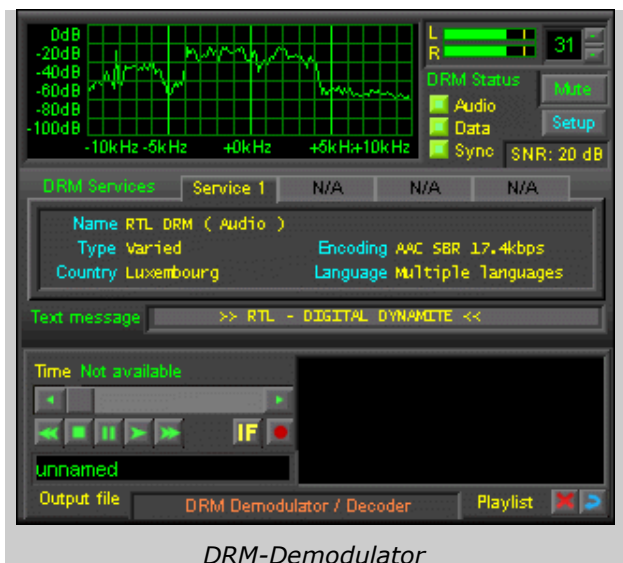 0dB
-20dB
-40dB
-60dB
-80dB
-100dB
-10kHz -5kHz +0kHz +5kHz +10kHz
L
R
31
DRM Status
Audio
Data
Sync
Mute
Setup
SNR: 20 dB
DRM Services Service 1 N/A N/A N/A
Name RTL DRM ( Audio )
Type Varied Encoding AAC SBR 17.4kbps
Country Luxembourg Language Multiple languages
Text message >> RTL - DIGITAL DYNAMITE <<
Time Not available
IF
unnamed
Output file DRM Demodulator / Decoder Playlist
DRM-Demodulator